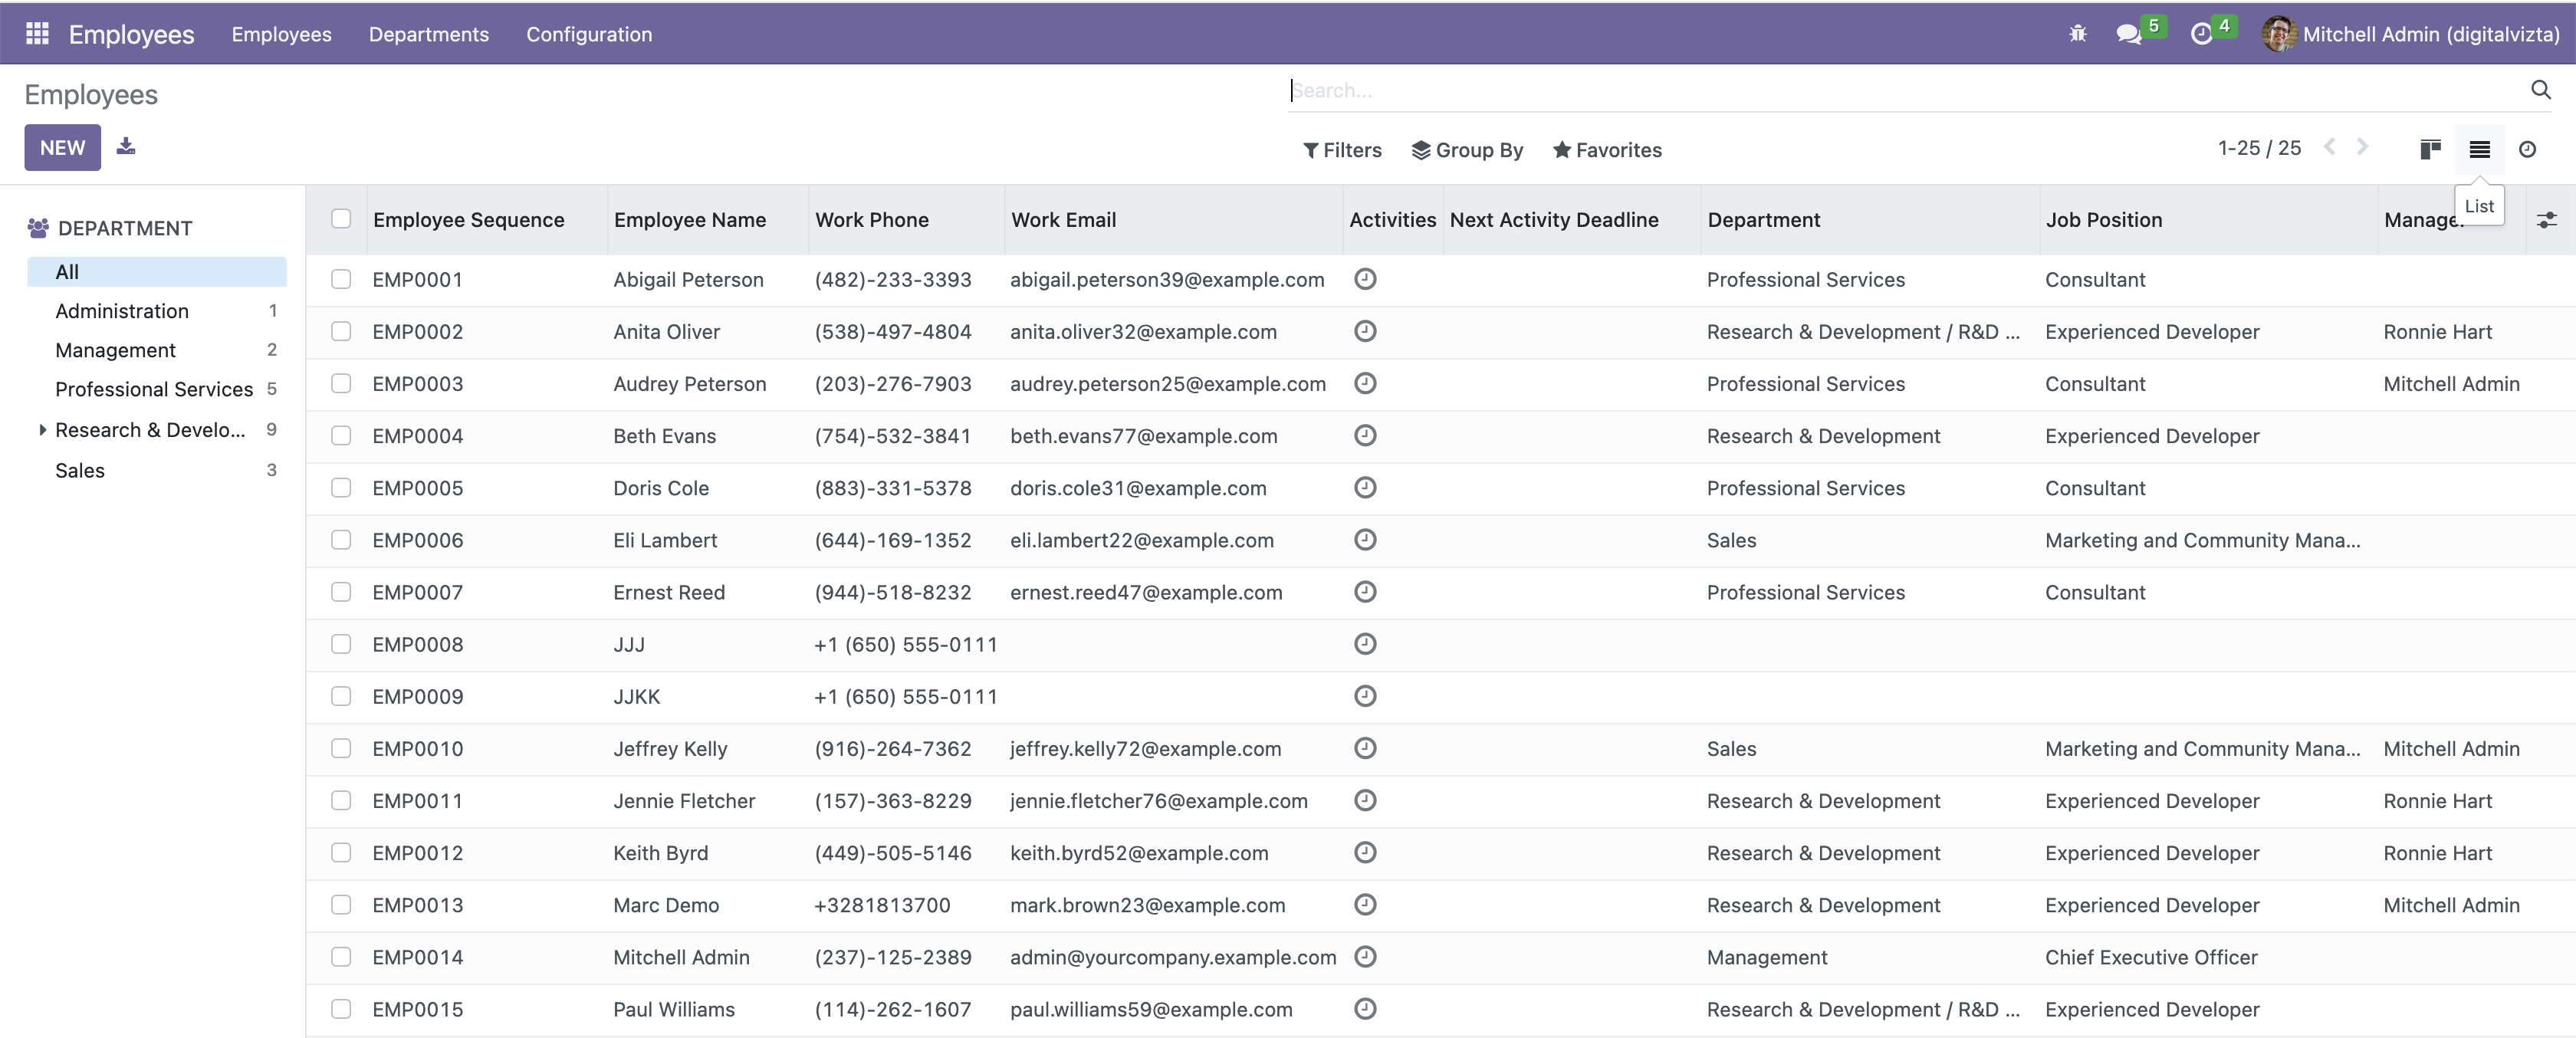 Employees Employees Departments Configuration 5 4 Mitchell Admin (digitalvizta)
Employees
Search...
NEW
Filters Group By Favorites 1-25 / 25
List
DEPARTMENT
All
Administration 1
Management 2
Professional Services 5
Research & Develo... 9
Sales 3
Employee Sequence Employee Name Work Phone Work Email Activities Next Activity Deadline Department Job Position Manager
EMP0001 Abigail Peterson (482)-233-3393 abigail.peterson39@example.com Professional Services Consultant
EMP0002 Anita Oliver (538)-497-4804 anita.oliver32@example.com Research & Development / R&D ... Experienced Developer Ronnie Hart
EMP0003 Audrey Peterson (203)-276-7903 audrey.peterson25@example.com Professional Services Consultant Mitchell Admin
EMP0004 Beth Evans (754)-532-3841 beth.evans77@example.com Research & Development Experienced Developer
EMP0005 Doris Cole (883)-331-5378 doris.cole31@example.com Professional Services Consultant
EMP0006 Eli Lambert (644)-169-1352 eli.lambert22@example.com Sales Marketing and Community Mana...
EMP0007 Ernest Reed (944)-518-8232 ernest.reed47@example.com Professional Services Consultant
EMP0008 JJJ +1 (650) 555-0111
EMP0009 JJKK +1 (650) 555-0111
EMP0010 Jeffrey Kelly (916)-264-7362 jeffrey.kelly72@example.com Sales Marketing and Community Mana... Mitchell Admin
EMP0011 Jennie Fletcher (157)-363-8229 jennie.fletcher76@example.com Research & Development Experienced Developer Ronnie Hart
EMP0012 Keith Byrd (449)-505-5146 keith.byrd52@example.com Research & Development Experienced Developer Ronnie Hart
EMP0013 Marc Demo +3281813700 mark.brown23@example.com Research & Development Experienced Developer Mitchell Admin
EMP0014 Mitchell Admin (237)-125-2389 admin@yourcompany.example.com Management Chief Executive Officer
EMP0015 Paul Williams (114)-262-1607 paul.williams59@example.com Research & Development / R&D ... Experienced Developer